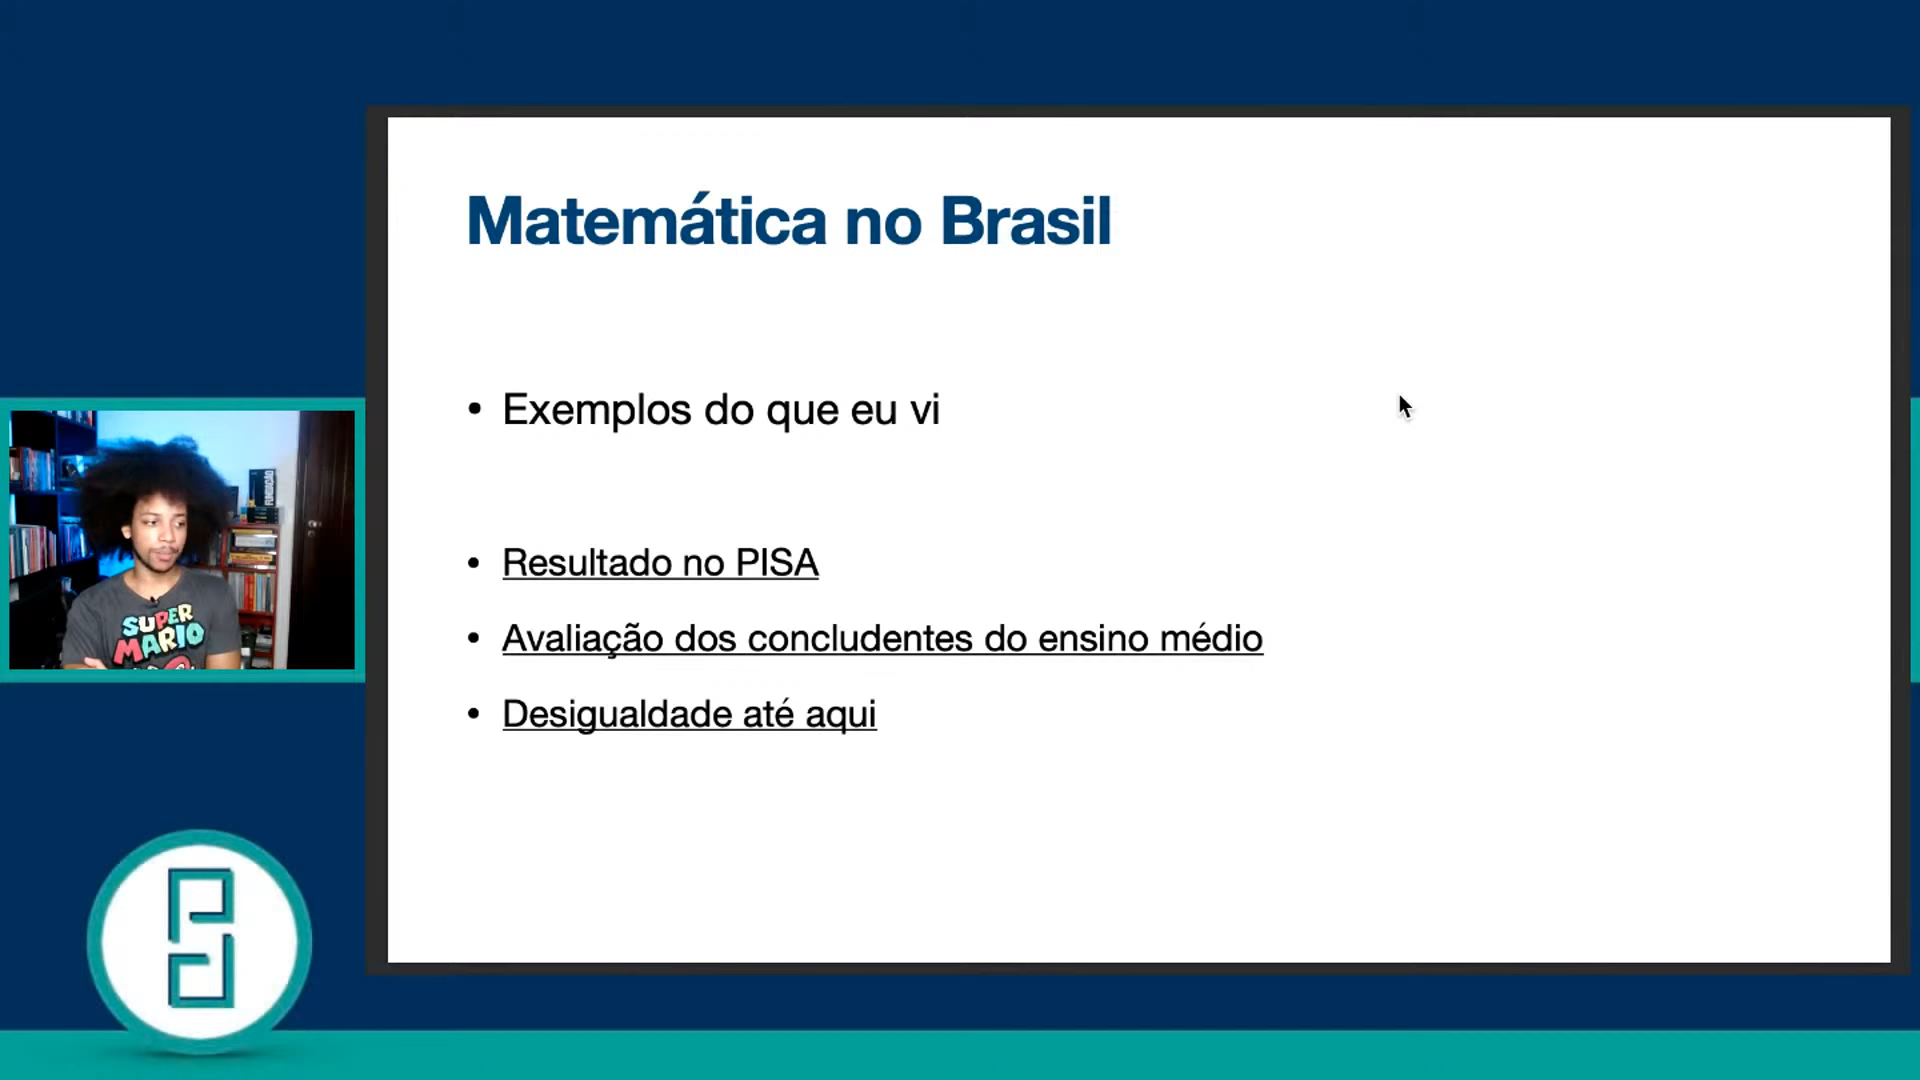 Matemática no Brasil
• Exemplos do que eu vi
• Resultado no PISA
• Avaliação dos concludentes do ensino médio
• Desigualdade até aqui
FUNDAÇÃO
SUPER
MARIO